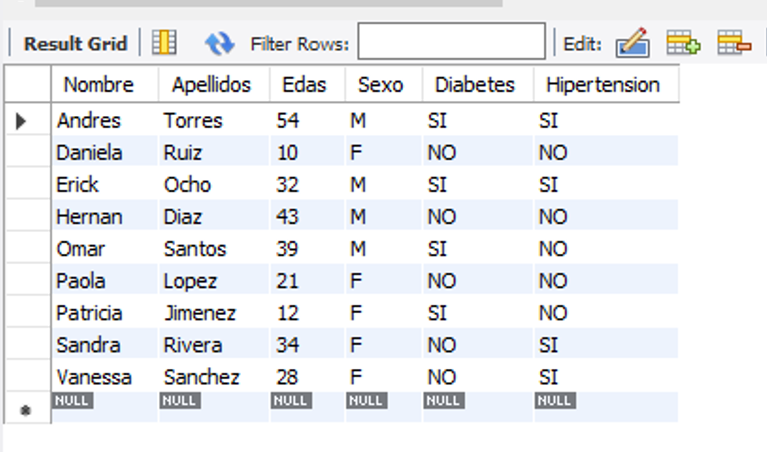 Result Grid Filter Rows: Edit:
Nombre Apellidos Edas Sexo Diabetes Hipertension
Andres Torres 54 M SI SI
Daniela Ruiz 10 F NO NO
Erick Ocho 32 M SI SI
Hernan Diaz 43 M NO NO
Omar Santos 39 M SI NO
Paola Lopez 21 F NO NO
Patricia Jimenez 12 F SI NO
Sandra Rivera 34 F NO SI
Vanessa Sanchez 28 F NO SI
NULL NULL NULL NULL NULL NULL